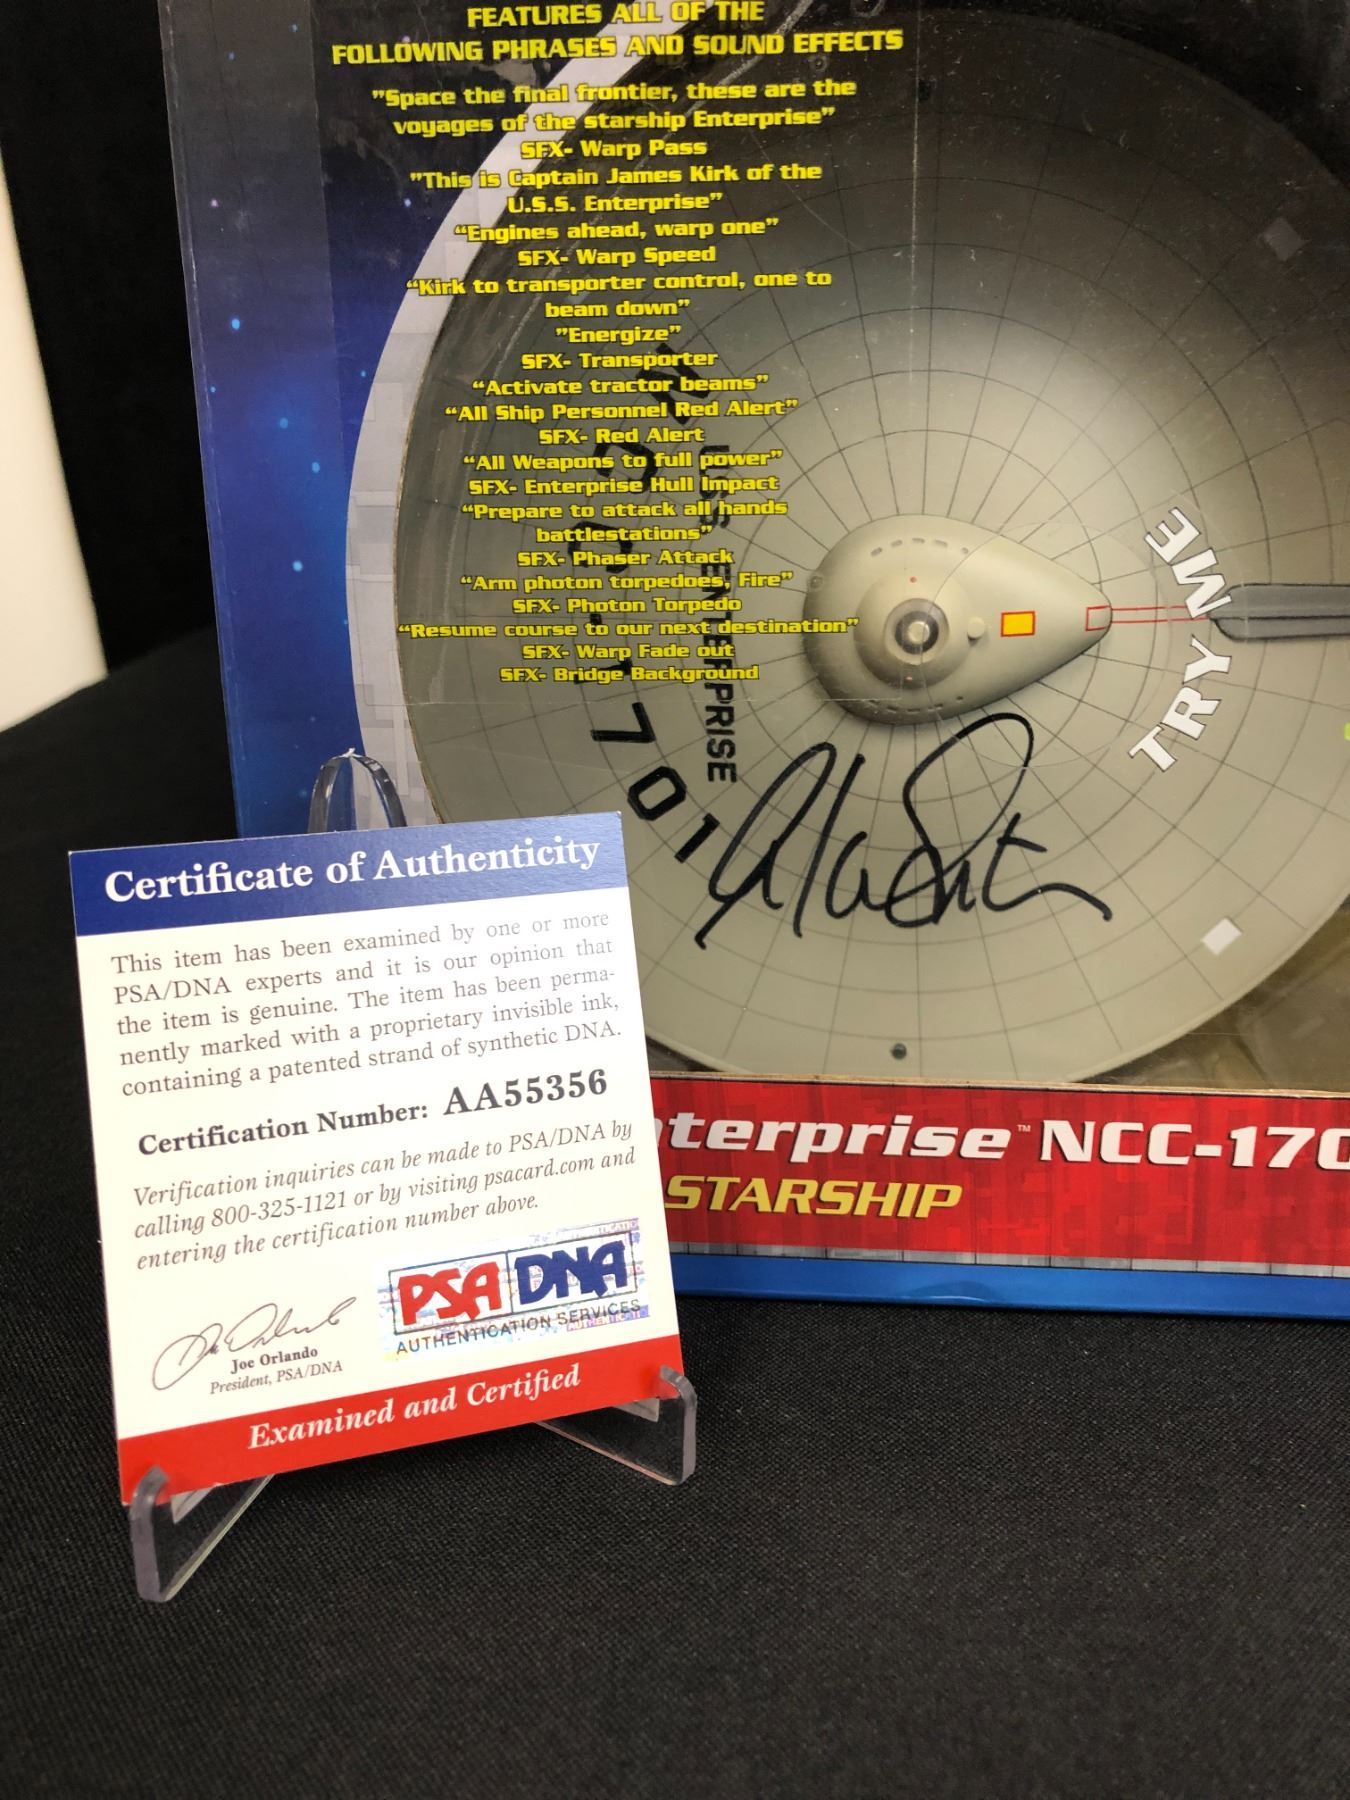 FEATURES ALL OF THE
FOLLOWING PHRASES AND SOUND EFFECTS
"Space the final frontier, these are the
voyages of the starship Enterprise"
SFX- Warp Pass
"This is Captain James Kirk of the
U.S.S. Enterprise"
"Engines ahead, warp one"
SFX- Warp Speed
"Kirk to transporter control, one to
beam down"
"Energize"
SFX- Transporter
"Activate tractor beams"
"All Ship Personnel Red Alert"
SFX- Red Alert
"All Weapons to full power"
SFX- Enterprise Hull Impact
"Prepare to attack all hands
battlestations"
SFX- Phaser Attack
"Arm photon torpedoes, Fire"
SFX- Photon Torpedo
"Resume course to our next destination"
SFX- Warp Fade out
SFX- Bridge Background
USS ENTERPRISE
1701
TRY ME
terprise™ NCC-170
STARSHIP
Certificate of Authenticity
This item has been examined by one or more
PSA/DNA experts and it is our opinion that
the item is genuine. The item has been perma-
nently marked with a proprietary invisible ink,
containing a patented strand of synthetic DNA.
Certification Number: AA55356
Verification inquiries can be made to PSA/DNA by
calling 800-325-1121 or by visiting psacard.com and
entering the certification number above.
PSA DNA
AUTHENTICATION SERVICES
Joe Orlando
President, PSA/DNA
Examined and Certified